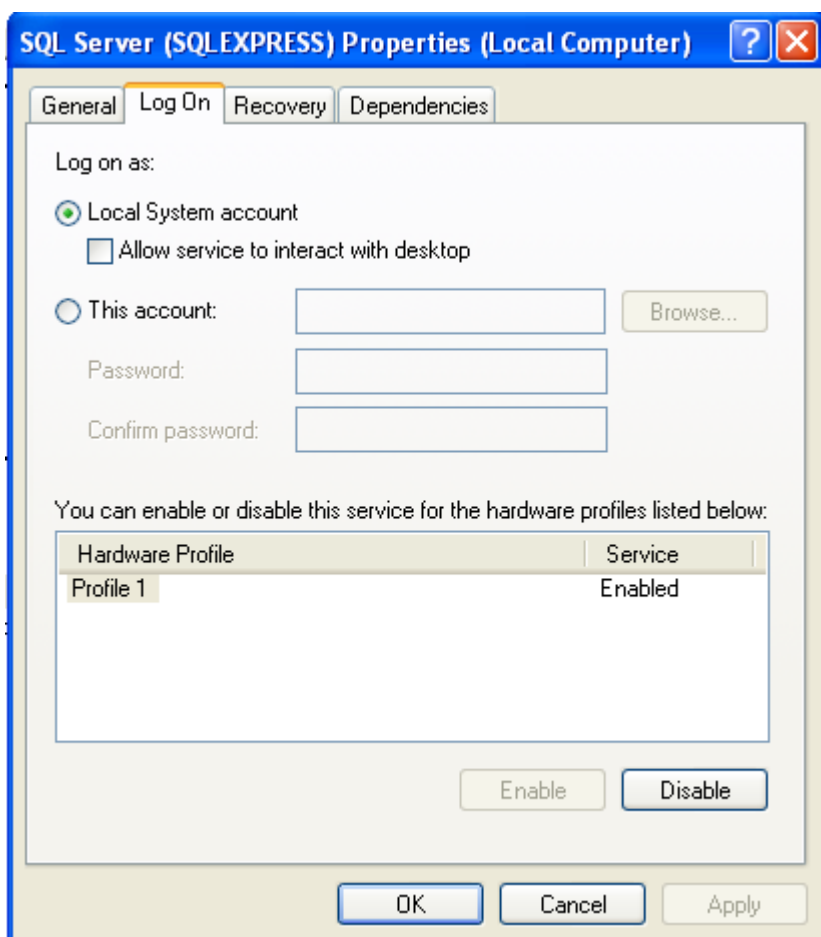 SQL Server (SQLEXPRESS) Properties (Local Computer)
General Log On Recovery Dependencies
Log on as:
Local System account
Allow service to interact with desktop
This account: Browse...
Password:
Confirm password:
You can enable or disable this service for the hardware profiles listed below:
Hardware Profile Service
Profile 1 Enabled
Enable Disable
OK Cancel Apply